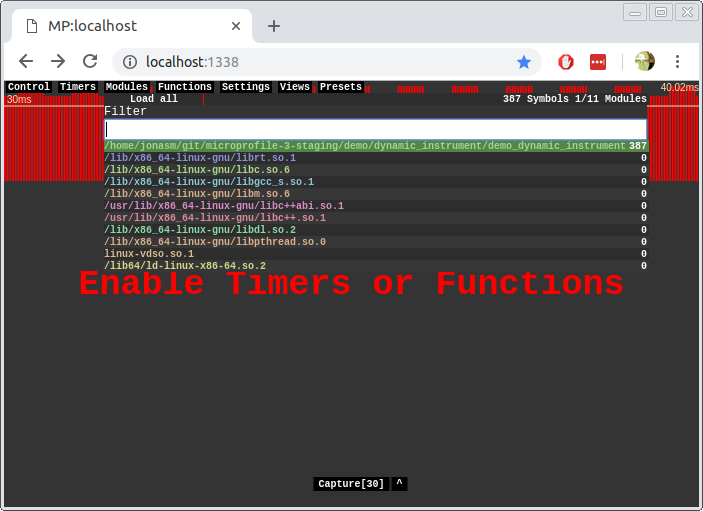 MP:localhost
localhost:1338
Control Timers Modules Functions Settings Views Presets
30ms Load all 387 Symbols 1/11 Modules 40.02ms
Filter
/home/jonasm/git/microprofile-3-staging/demo/dynamic_instrument/demo_dynamic_instrument 387
/lib/x86_64-linux-gnu/librt.so.1 0
/lib/x86_64-linux-gnu/libc.so.6 0
/lib/x86_64-linux-gnu/libgcc_s.so.1 0
/lib/x86_64-linux-gnu/libm.so.6 0
/usr/lib/x86_64-linux-gnu/libc++abi.so.1 0
/usr/lib/x86_64-linux-gnu/libc++.so.1 0
/lib/x86_64-linux-gnu/libdl.so.2 0
/lib/x86_64-linux-gnu/libpthread.so.0 0
linux-vdso.so.1 0
/lib64/ld-linux-x86-64.so.2 0
Enable Timers or Functions
Capture[30] ^